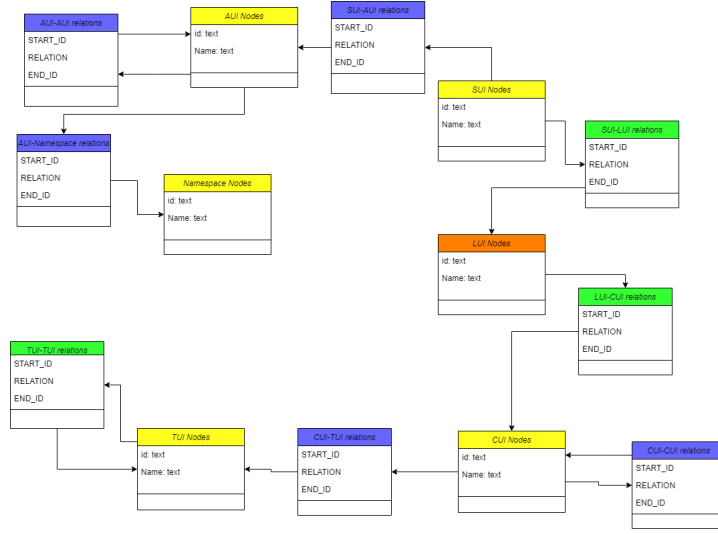 AUI-AUI relations
START_ID
RELATION
END_ID
AUI Nodes
id: text
Name: text
SUI-AUI relations
START_ID
RELATION
END_ID
SUI Nodes
id: text
Name: text
SUI-LUI relations
START_ID
RELATION
END_ID
AUI-Namespace relations
START_ID
RELATION
END_ID
Namespace Nodes
id: text
Name: text
LUI Nodes
id: text
Name: text
LUI-CUI relations
START_ID
RELATION
END_ID
TUI-TUI relations
START_ID
RELATION
END_ID
TUI Nodes
id: text
Name: text
CUI-TUI relations
START_ID
RELATION
END_ID
CUI Nodes
id: text
Name: text
CUI-CUI relations
START_ID
RELATION
END_ID